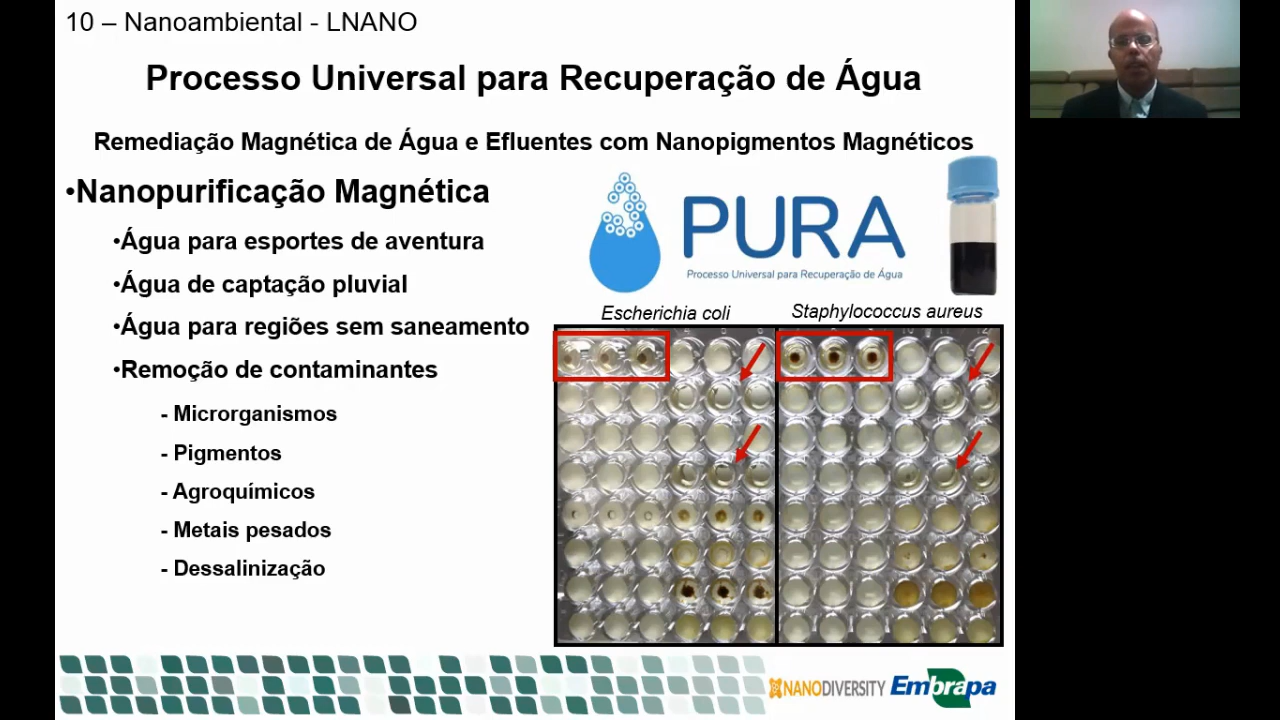 10 – Nanoambiental - LNANO
Processo Universal para Recuperação de Água
Remediação Magnética de Água e Efluentes com Nanopigmentos Magnéticos
•Nanopurificação Magnética
•Água para esportes de aventura
•Água de captação pluvial
•Água para regiões sem saneamento
•Remoção de contaminantes
- Microrganismos
- Pigmentos
- Agroquímicos
- Metais pesados
- Dessalinização
PURA
Processo Universal para Recuperação de Água
Escherichia coli
Staphylococcus aureus
NANODIVERSITY
Embrapa